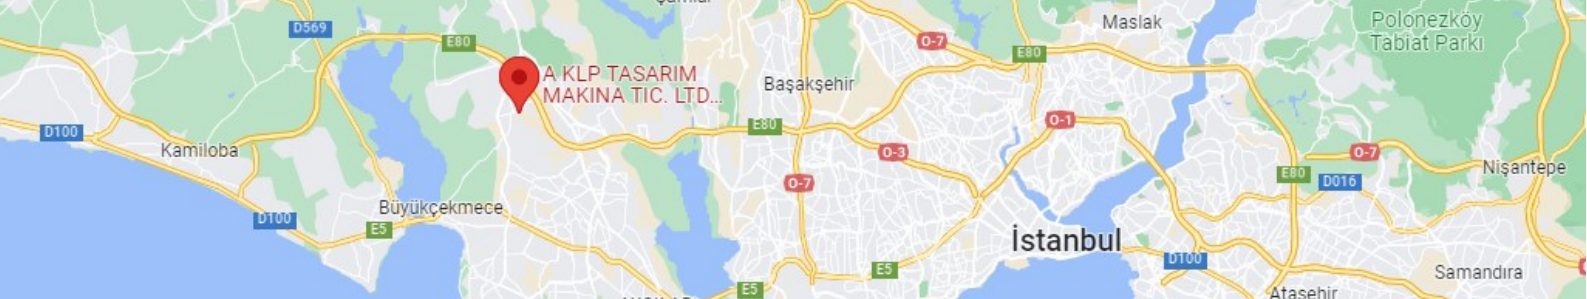 D569
E80
Maslak
Polonezköy
Tabiat Parkı
O-7
E80
A KLP TASARIM
MAKINA TIC. LTD...
Başakşehir
D100
Kamiloba
E80
O-1
O-3
O-7
Nişantepe
E80
D016
O-7
Büyükçekmece
D100
E5
İstanbul
D100
E5
Samandıra
E5
Ataşehir